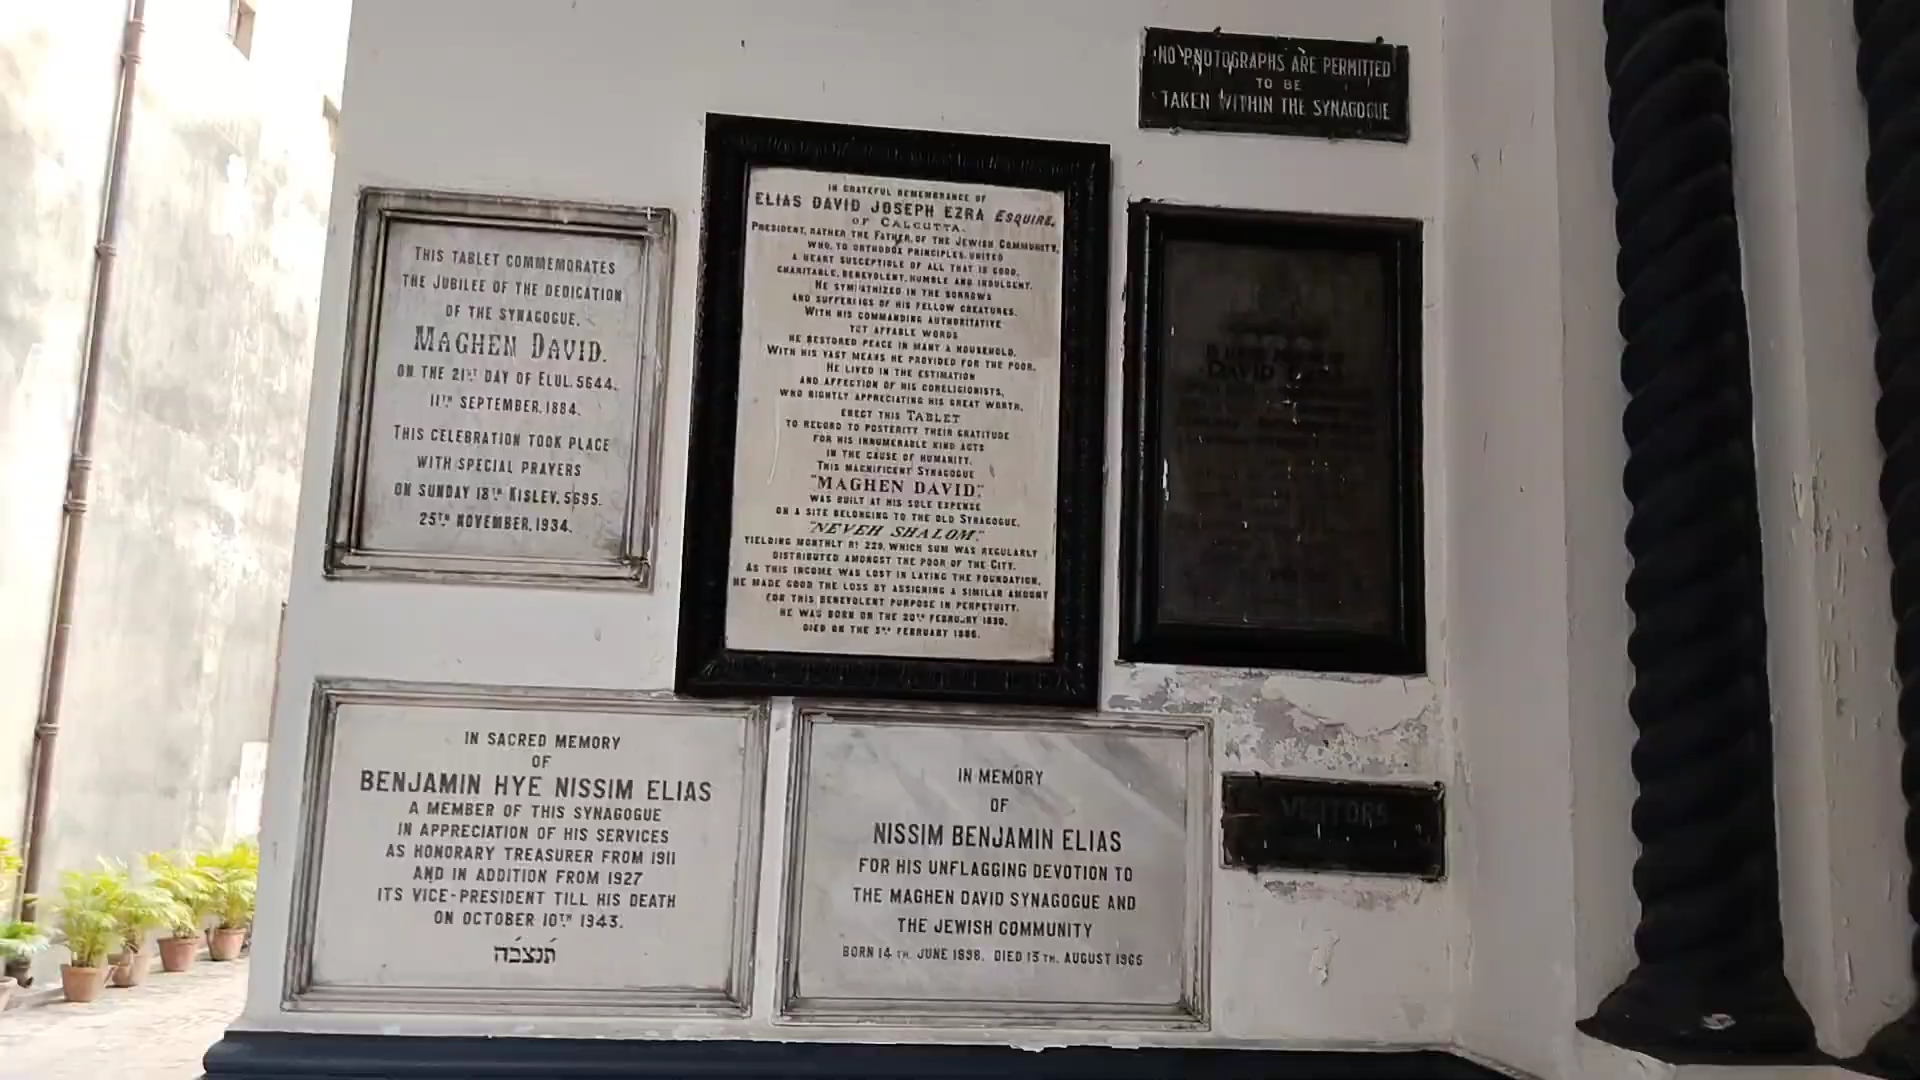 NO PHOTOGRAPHS ARE PERMITTED
TO BE
TAKEN WITHIN THE SYNAGOGUE
THIS TABLET COMMEMORATES
THE JUBILEE OF THE DEDICATION
OF THE SYNAGOGUE,
MAGHEN DAVID.
ON THE 21ST DAY OF ELUL. 5644.
11TH SEPTEMBER. 1884.
THIS CELEBRATION TOOK PLACE
WITH SPECIAL PRAYERS
ON SUNDAY 18TH KISLEV. 5695.
25TH NOVEMBER. 1934.
IN GRATEFUL REMEMBRANCE OF
ELIAS DAVID JOSEPH EZRA ESQUIRE.
OF CALCUTTA.
PRESIDENT, RATHER THE FATHER, OF THE JEWISH COMMUNITY,
WHO, TO ORTHODOX PRINCIPLES, UNITED
A HEART SUSCEPTIBLE OF ALL THAT IS GOOD,
CHARITABLE, BENEVOLENT, HUMBLE AND INDULGENT.
HE SYMPATHIZED IN THE SORROWS
AND SUFFERINGS OF HIS FELLOW CREATURES.
WITH HIS COMMANDING AUTHORITATIVE
YET AFFABLE WORDS
HE RESTORED PEACE IN MANY A HOUSEHOLD.
WITH HIS VAST MEANS HE PROVIDED FOR THE POOR.
HE LIVED IN THE ESTIMATION
AND AFFECTION OF HIS CORELIGIONISTS,
WHO RIGHTLY APPRECIATING HIS GREAT WORTH,
ERECT THIS TABLET
TO RECORD TO POSTERITY THEIR GRATITUDE
FOR HIS INNUMERABLE KIND ACTS
IN THE CAUSE OF HUMANITY.
THIS MAGNIFICENT SYNAGOGUE
"MAGHEN DAVID."
WAS BUILT AT HIS SOLE EXPENSE
ON A SITE BELONGING TO THE OLD SYNAGOGUE,
"NEVEH SHALOM."
YIELDING MONTHLY RS 229, WHICH SUM WAS REGULARLY
DISTRIBUTED AMONGST THE POOR OF THE CITY.
AS THIS INCOME WAS LOST IN LAYING THE FOUNDATION,
HE MADE GOOD THE LOSS BY ASSIGNING A SIMILAR AMOUNT
FOR THIS BENEVOLENT PURPOSE IN PERPETUITY.
HE WAS BORN ON THE 20TH FEBRUARY 1830.
DIED ON THE 3RD FEBRUARY 1886.
DAVID
IN SACRED MEMORY
OF
BENJAMIN HYE NISSIM ELIAS
A MEMBER OF THIS SYNAGOGUE
IN APPRECIATION OF HIS SERVICES
AS HONORARY TREASURER FROM 1911
AND IN ADDITION FROM 1927
ITS VICE-PRESIDENT TILL HIS DEATH
ON OCTOBER 10TH 1943.
תנצבה
IN MEMORY
OF
NISSIM BENJAMIN ELIAS
FOR HIS UNFLAGGING DEVOTION TO
THE MAGHEN DAVID SYNAGOGUE AND
THE JEWISH COMMUNITY
BORN 14 TH. JUNE 1898. DIED 13 TH. AUGUST 1965
VISITORS